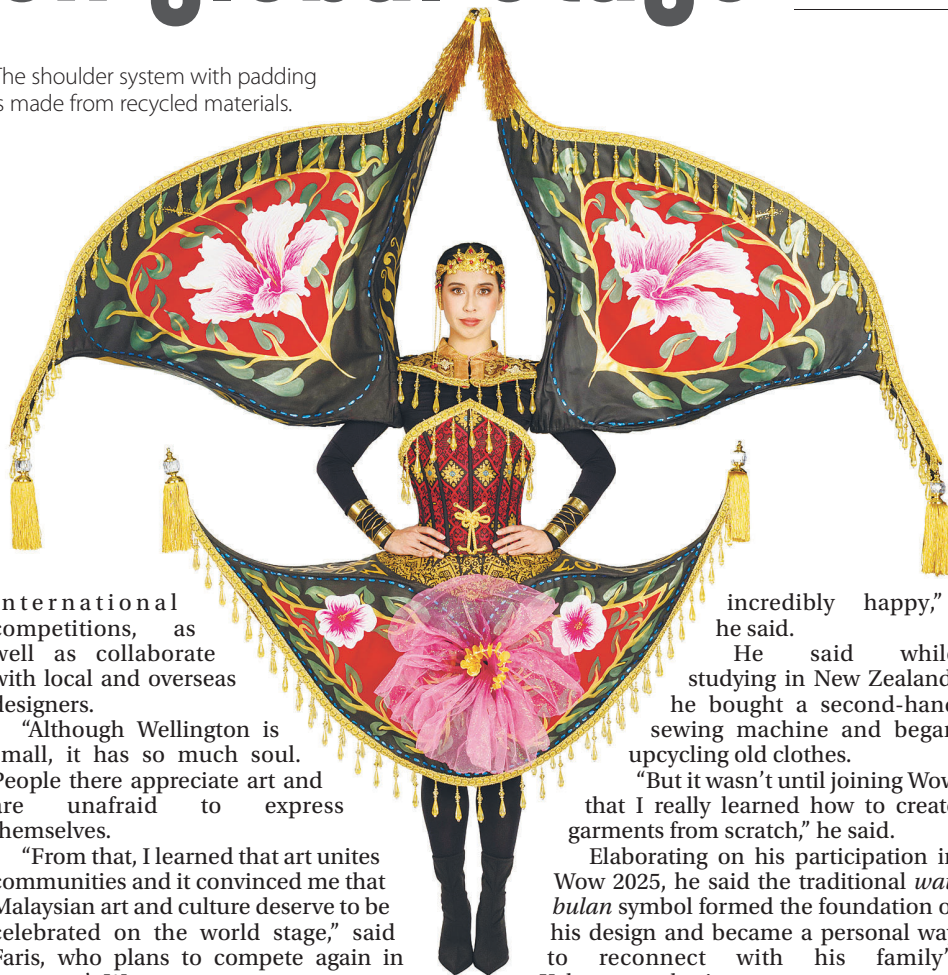 The shoulder system with padding
is made from recycled materials.
international
competitions, as
well as collaborate
with local and overseas
designers.
“Although Wellington is
small, it has so much soul.
People there appreciate art and
are unafraid to express
themselves.
“From that, I learned that art unites
communities and it convinced me that
Malaysian art and culture deserve to be
celebrated on the world stage,” said
Faris, who plans to compete again in
incredibly happy,”
he said.
He said while
studying in New Zealand,
he bought a second-hand
sewing machine and began
upcycling old clothes.
“But it wasn’t until joining Wow
that I really learned how to create
garments from scratch,” he said.
Elaborating on his participation in
Wow 2025, he said the traditional wau
bulan symbol formed the foundation of
his design and became a personal way
to reconnect with his family’s